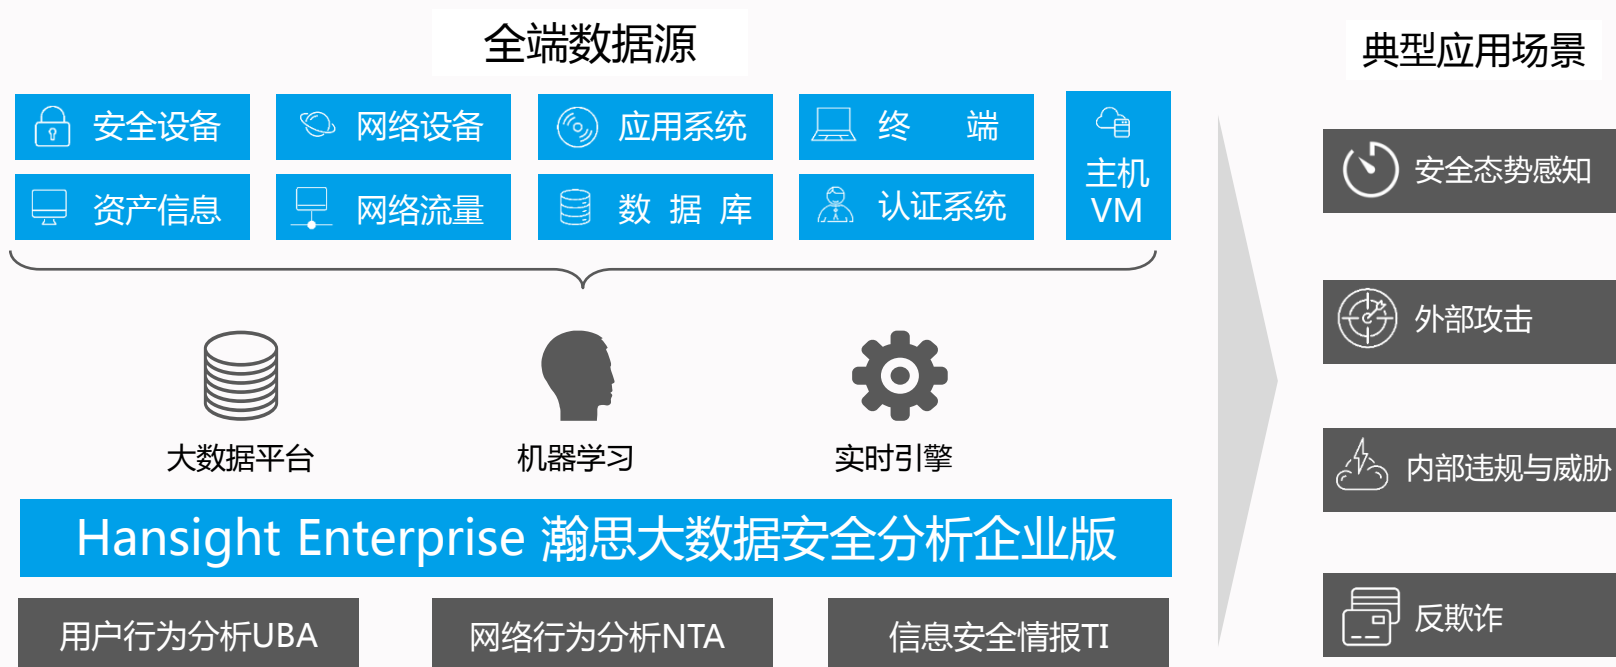 全端数据源
典型应用场景
安全设备
网络设备
应用系统
终 端
主机
VM
资产信息
网络流量
数 据 库
认证系统
安全态势感知
外部攻击
内部违规与威胁
反欺诈
大数据平台
机器学习
实时引擎
Hansight Enterprise 瀚思大数据安全分析企业版
用户行为分析UBA
网络行为分析NTA
信息安全情报TI